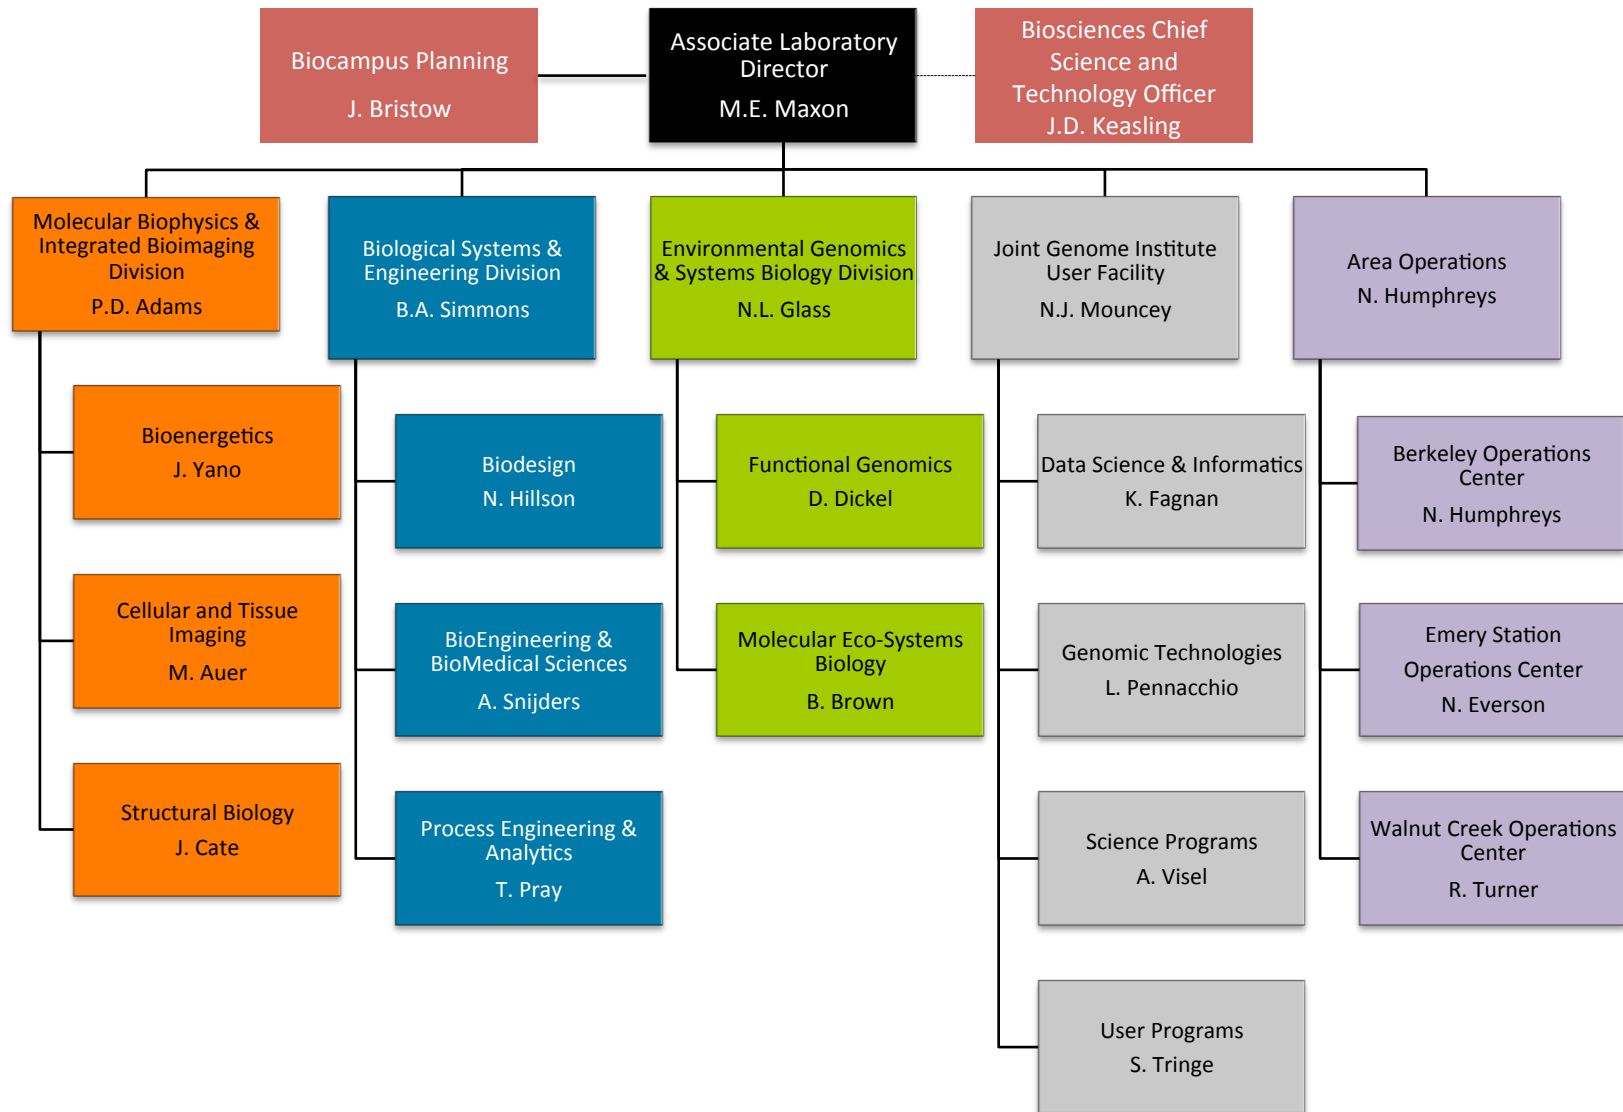 Biocampus Planning
J. Bristow
Associate Laboratory
Director
M.E. Maxon
Biosciences Chief
Science and
Technology Officer
J.D. Keasling
Molecular Biophysics &
Integrated Bioimaging
Division
P.D. Adams
Biological Systems &
Engineering Division
B.A. Simmons
Environmental Genomics
& Systems Biology Division
N.L. Glass
Joint Genome Institute
User Facility
N.J. Mouncey
Area Operations
N. Humphreys
Bioenergetics
J. Yano
Cellular and Tissue
Imaging
M. Auer
Structural Biology
J. Cate
Biodesign
N. Hillson
BioEngineering &
BioMedical Sciences
A. Snijders
Process Engineering &
Analytics
T. Pray
Functional Genomics
D. Dickel
Molecular Eco-Systems
Biology
B. Brown
Data Science & Informatics
K. Fagnan
Genomic Technologies
L. Pennacchio
Science Programs
A. Visel
User Programs
S. Tringe
Berkeley Operations
Center
N. Humphreys
Emery Station
Operations Center
N. Everson
Walnut Creek Operations
Center
R. Turner